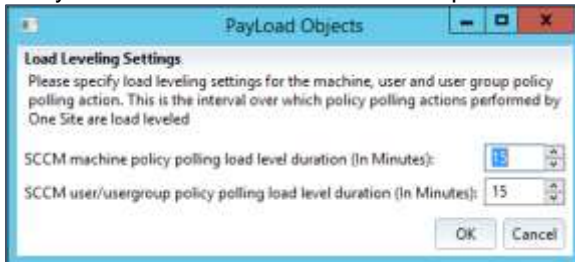 PayLoad Objects
Load Leveling Settings
Please specify load leveling settings for the machine, user and user group policy
polling action. This is the interval over which policy polling actions performed by
One Site are load leveled
SCCM machine policy polling load level duration (In Minutes): 15
SCCM user/usergroup policy polling load level duration (In Minutes): 15
OK Cancel